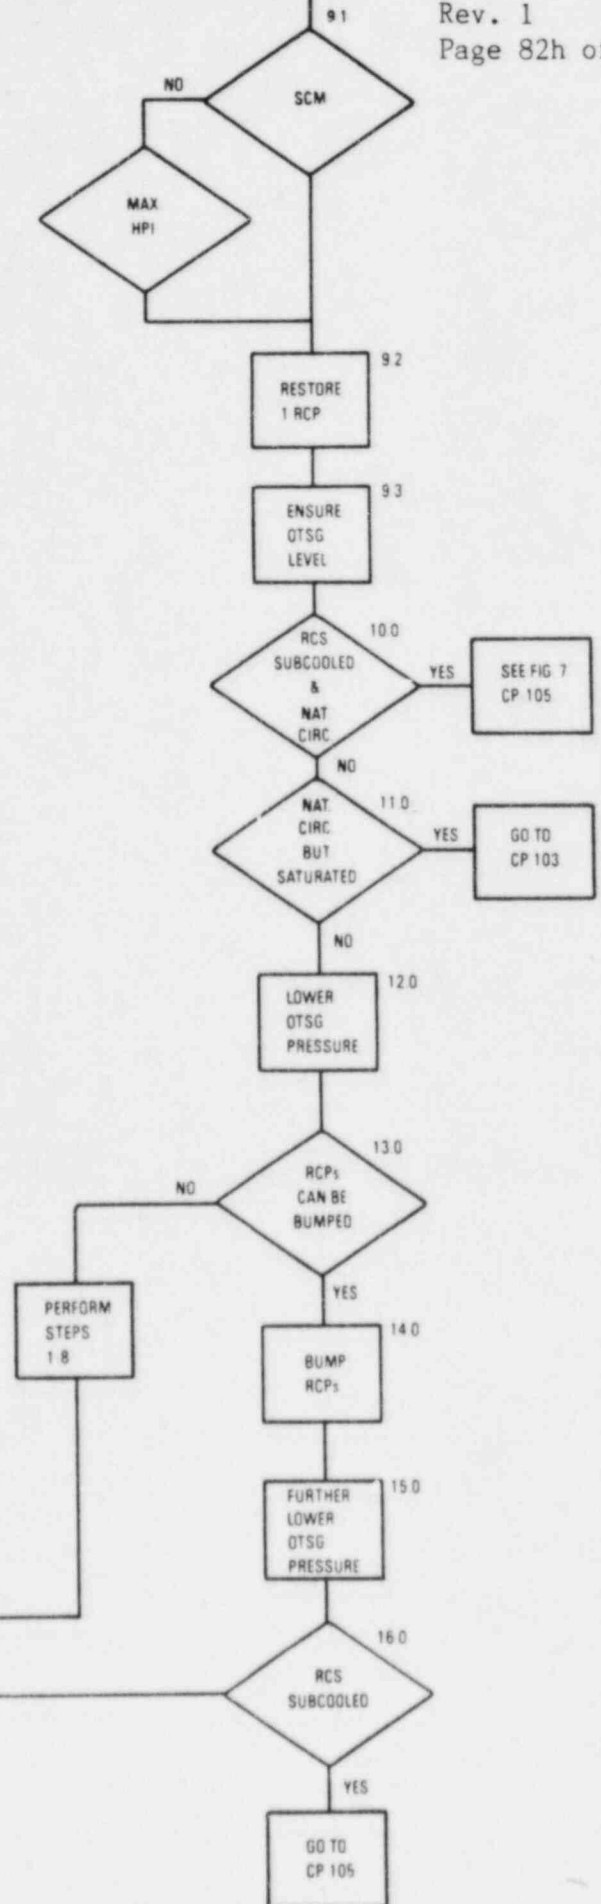 Rev. 1
Page 82h of
9.1
NO
SCM
MAX
HPI
9.2
RESTORE
1 RCP
9.3
ENSURE
OTSG
LEVEL
10.0
RCS
SUBCOOLED
&
NAT
CIRC
YES
SEE FIG. 7
CP 105
NO
11.0
NAT.
CIRC
BUT
SATURATED
YES
GO TO
CP 103
NO
12.0
LOWER
OTSG
PRESSURE
13.0
RCPs
CAN BE
BUMPED
NO
YES
PERFORM
STEPS
1 8
14.0
BUMP
RCPs
15.0
FURTHER
LOWER
OTSG
PRESSURE
16.0
RCS
SUBCOOLED
YES
GO TO
CP 105